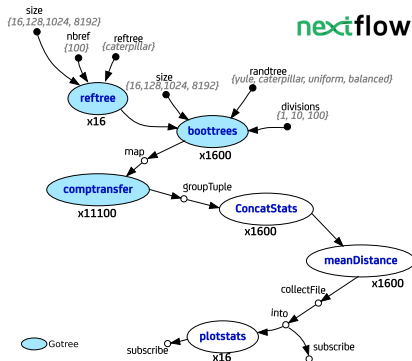 size
{16,128,1024, 8192}
nbref
{100}
reftree
{caterpillar}
nextflow
reftree
x16
size
{16,128,1024, 8192}
randtree
{yule, caterpillar, uniform, balanced}
divisions
{1, 10, 100}
boottrees
x1600
map
comptransfer
x11100
groupTuple
ConcatStats
x1600
meanDistance
x1600
collectFile
into
plotstats
x16
subscribe
subscribe
Gotree